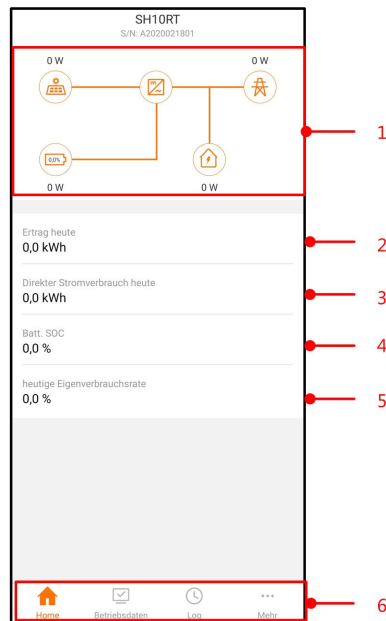 SH10RT
S/N: A2020021801
0 W
0 W
1
0,0%
0 W
0 W
Ertrag heute
0,0 kWh
2
Direkter Stromverbrauch heute
0,0 kWh
3
Batt. SOC
0,0 %
4
heutige Eigenverbrauchsrate
0,0 %
5
Home
Betriebsdaten
Log
Mehr
6